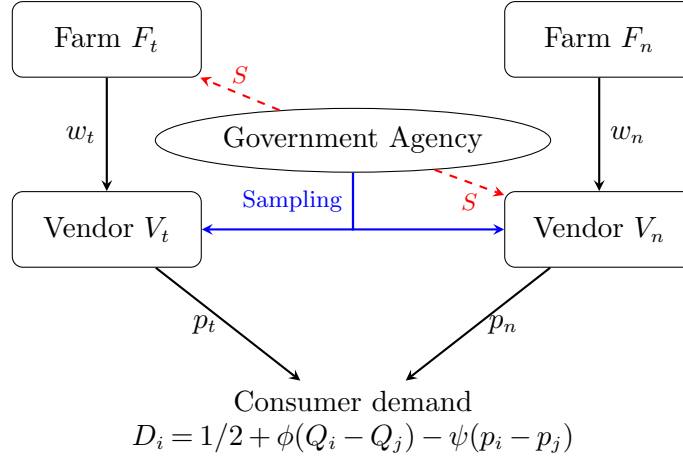 Farm $F_t$
Farm $F_n$
$S$
$w_t$
Government Agency
$w_n$
Sampling
$S$
Vendor $V_t$
Vendor $V_n$
$p_t$
$p_n$
Consumer demand
$D_i = 1/2 + \phi(Q_i - Q_j) - \psi(p_i - p_j)$